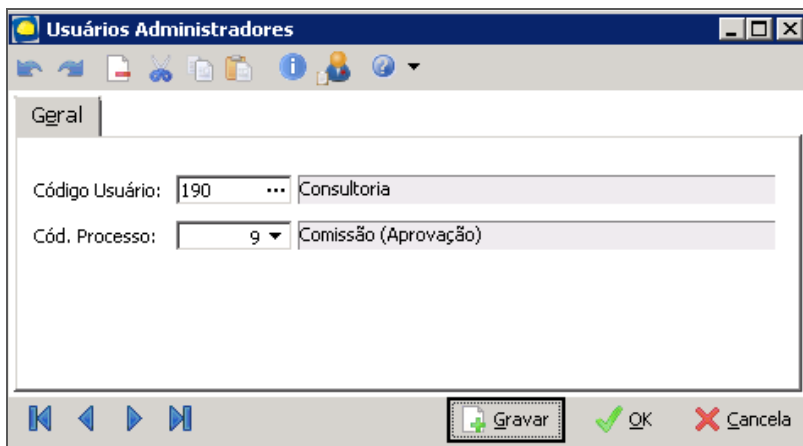 Usuários Administradores
Geral
Código Usuário: 190 ... Consultoria
Cód. Processo: 9 Comissão (Aprovação)
Gravar OK Cancela